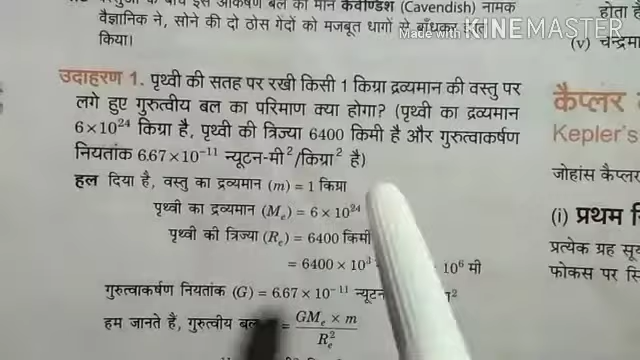 वैज्ञानिक ने, सोने की दो ठोस गेंदों को मजबूत धागों से बाँधकर
किया।
Made with KINEMASTER
उदाहरण 1. पृथ्वी की सतह पर रखी किसी 1 किग्रा द्रव्यमान की वस्तु पर
लगे हुए गुरुत्वीय बल का परिमाण क्या होगा? (पृथ्वी का द्रव्यमान
6×10²⁴ किग्रा है, पृथ्वी की त्रिज्या 6400 किमी है और गुरुत्वाकर्षण
नियतांक 6.67×10⁻¹¹ न्यूटन-मी²/किग्रा² है)
हल दिया है, वस्तु का द्रव्यमान (m) = 1 किग्रा
पृथ्वी का द्रव्यमान (Mₑ) = 6 × 10²⁴
पृथ्वी की त्रिज्या (Rₑ) = 6400 किमी
= 6400 × 10³ 10⁶ मी
गुरुत्वाकर्षण नियतांक (G) = 6.67 × 10⁻¹¹ न्यूटन
हम जानते हैं, गुरुत्वीय बल = GMₑ × m / Rₑ²
होता है
(v) चन्द्रमा
कैप्लर
Kepler's
जोहांस कैप्लर
(i) प्रथम नि
प्रत्येक ग्रह सूर
फोकस पर